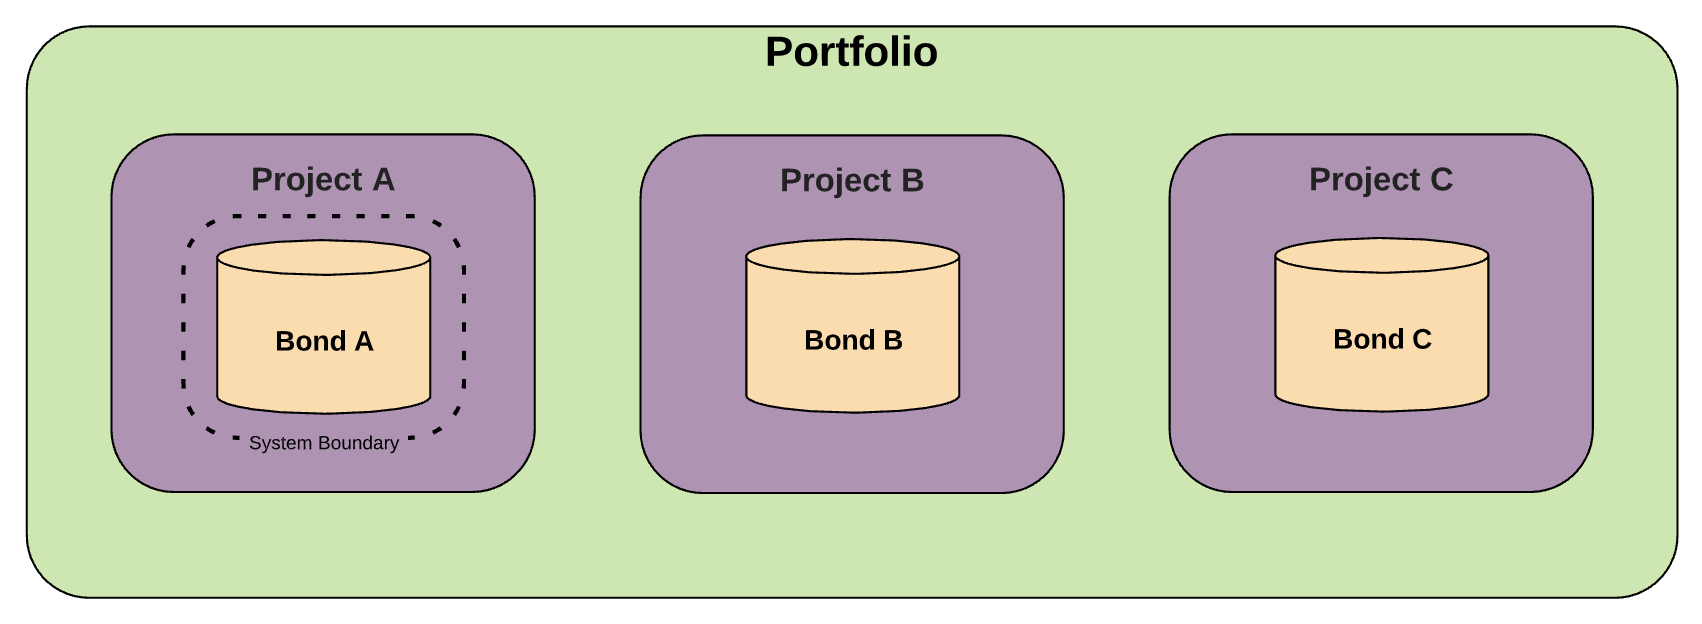 Portfolio
Project A
Project B
Project C
Bond A
Bond B
Bond C
System Boundary